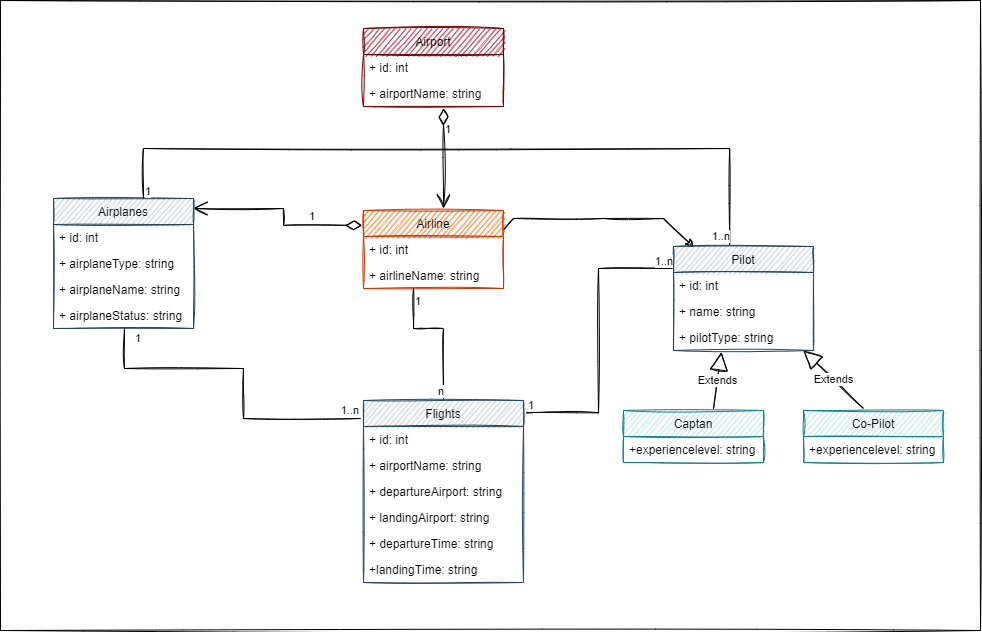 Airport
+ id: int
+ airportName: string
1
1
Airplanes
+ id: int
+ airplaneType: string
+ airplaneName: string
+ airplaneStatus: string
1
1
Airline
+ id: int
+ airlineName: string
1
1..n
1..n
Pilot
+ id: int
+ name: string
+ pilotType: string
Extends
Extends
Captan
+experiencelevel: string
Co-Pilot
+experiencelevel: string
n
1..n
1
Flights
+ id: int
+ airportName: string
+ departureAirport: string
+ landingAirport: string
+ departureTime: string
+landingTime: string